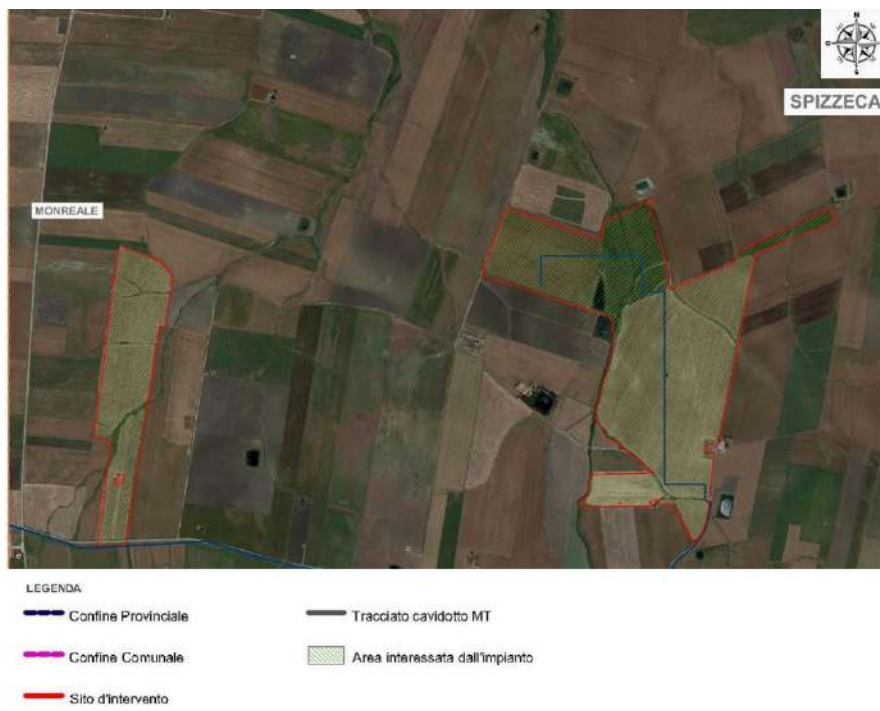 N
SPIZZECA
MONREALE
LEGENDA
Confine Provinciale
Tracciato cavidotto MT
Confine Comunale
Area interessata dall'impianto
Sito d'intervento